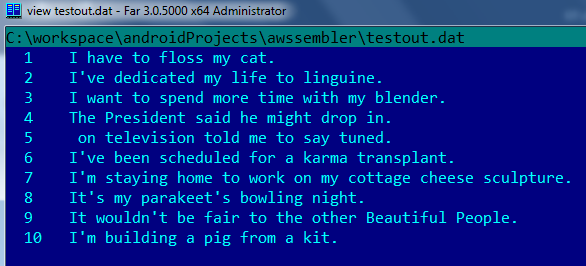 view testout.dat - Far 3.0.5000 x64 Administrator
C:\workspace\androidProjects\awssembler\testout.dat
1 I have to floss my cat.
2 I've dedicated my life to linguine.
3 I want to spend more time with my blender.
4 The President said he might drop in.
5 on television told me to say tuned.
6 I've been scheduled for a karma transplant.
7 I'm staying home to work on my cottage cheese sculpture.
8 It's my parakeet's bowling night.
9 It wouldn't be fair to the other Beautiful People.
10 I'm building a pig from a kit.